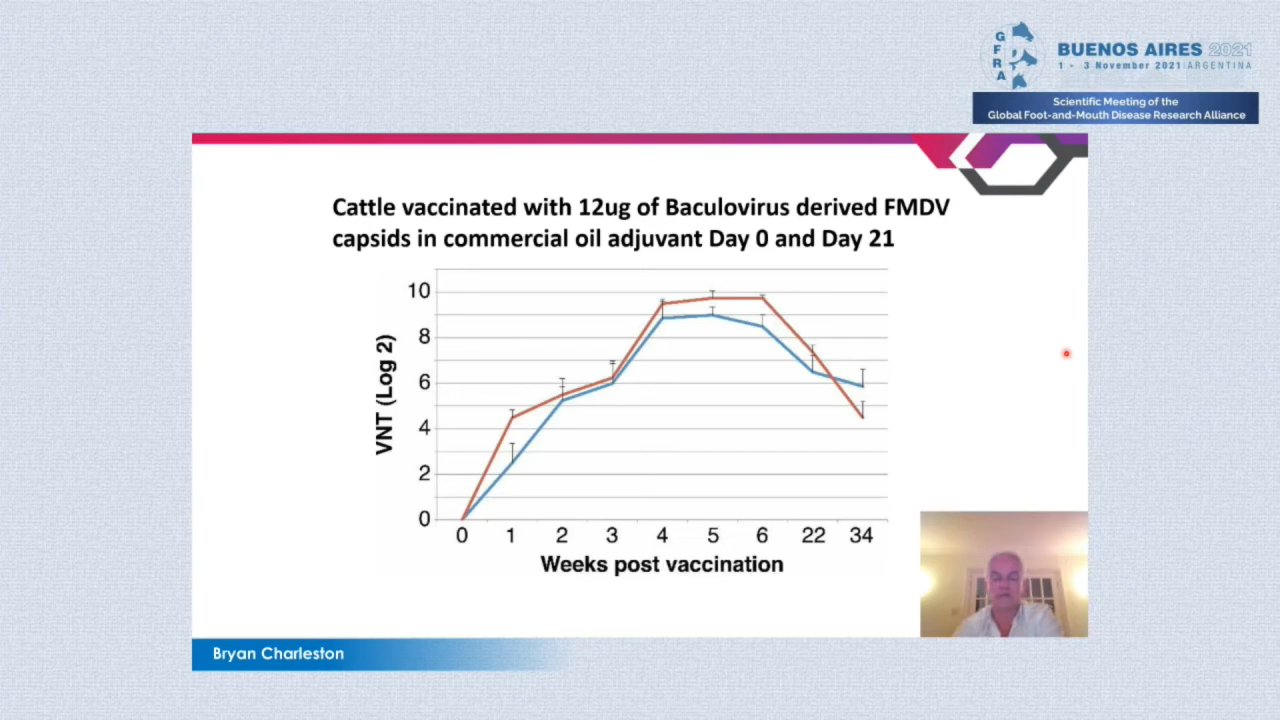 G
F
R
A
BUENOS AIRES 2021
1 - 3 November 2021 ARGENTINA
Scientific Meeting of the
Global Foot-and-Mouth Disease Research Alliance
Cattle vaccinated with 12ug of Baculovirus derived FMDV
capsids in commercial oil adjuvant Day 0 and Day 21
VNT (Log 2)
10
8
6
4
2
0
0 1 2 3 4 5 6 22 34
Weeks post vaccination
Bryan Charleston